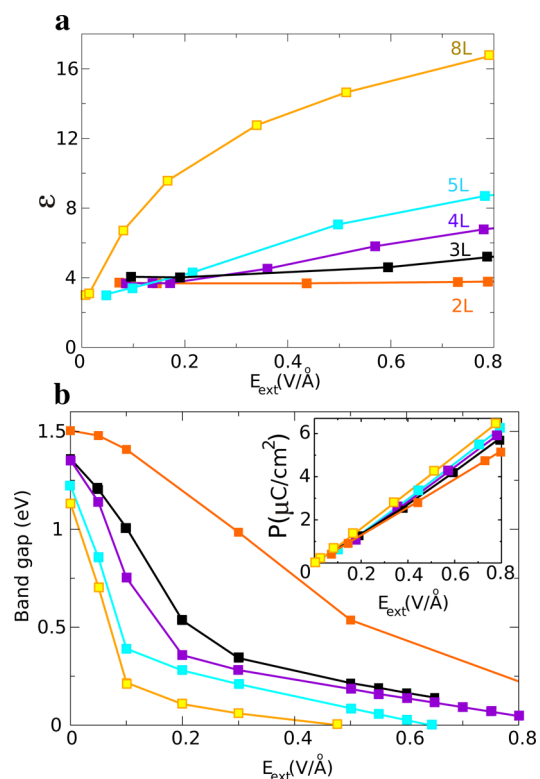 a
16
12
8
4
0
ε
8L
5L
4L
3L
2L
0 0.2 0.4 0.6 0.8
E_ext(V/Å)
b
1.5
1
0.5
0
Band gap (eV)
6
4
2
P(μC/cm²)
0.2 0.4 0.6 0.8
E_ext(V/Å)
0 0.2 0.4 0.6 0.8
E_ext(V/Å)